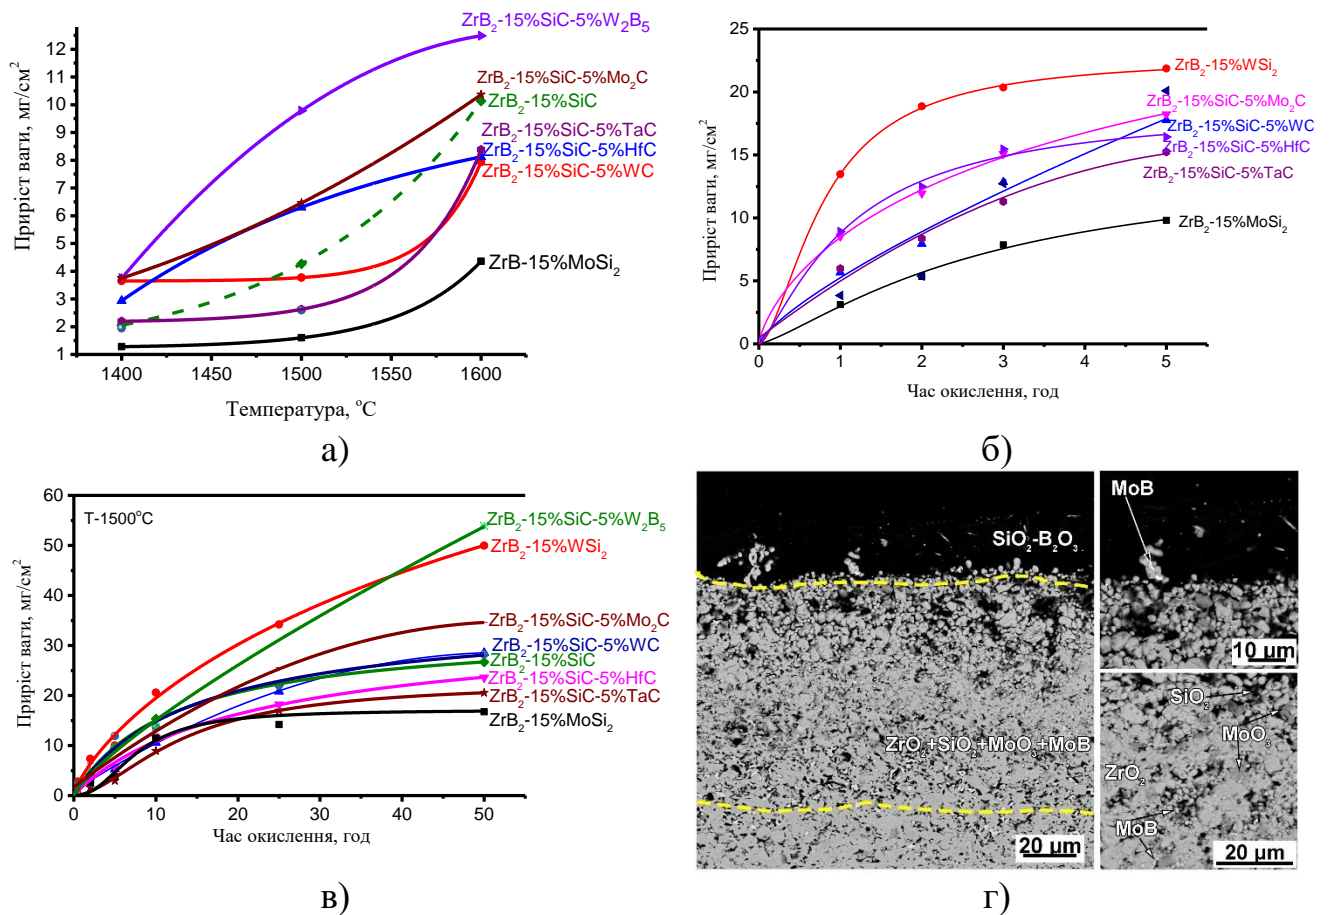 Приріст ваги, мг/см²
12
11
10
9
8
7
6
5
4
3
2
1
1400 1450 1500 1550 1600
Температура, °C
ZrB₂-15%SiC-5%W₂B₅
ZrB₂-15%SiC-5%Mo₂C
ZrB₂-15%SiC
ZrB₂-15%SiC-5%TaC
ZrB₂-15%SiC-5%HfC
ZrB₂-15%SiC-5%WC
ZrB-15%MoSi₂
а)
Приріст ваги, мг/см²
25
20
15
10
5
0
0 1 2 3 4 5
Час окислення, год
ZrB₂-15%WSi₂
ZrB₂-15%SiC-5%Mo₂C
ZrB₂-15%SiC-5%WC
ZrB₂-15%SiC-5%HfC
ZrB₂-15%SiC-5%TaC
ZrB₂-15%MoSi₂
б)
Приріст ваги, мг/см²
60
50
40
30
20
10
0
0 10 20 30 40 50
Час окислення, год
T-1500°C
ZrB₂-15%SiC-5%W₂B₅
ZrB₂-15%WSi₂
ZrB₂-15%SiC-5%Mo₂C
ZrB₂-15%SiC-5%WC
ZrB₂-15%SiC
ZrB₂-15%SiC-5%HfC
ZrB₂-15%SiC-5%TaC
ZrB₂-15%MoSi₂
в)
SiO₂-B₂O₃
ZrO₂+SiO₂+MoO₃+MoB
20 µm
MoB
10 µm
SiO₂
MoO₃
ZrO₂
MoB
20 µm
г)